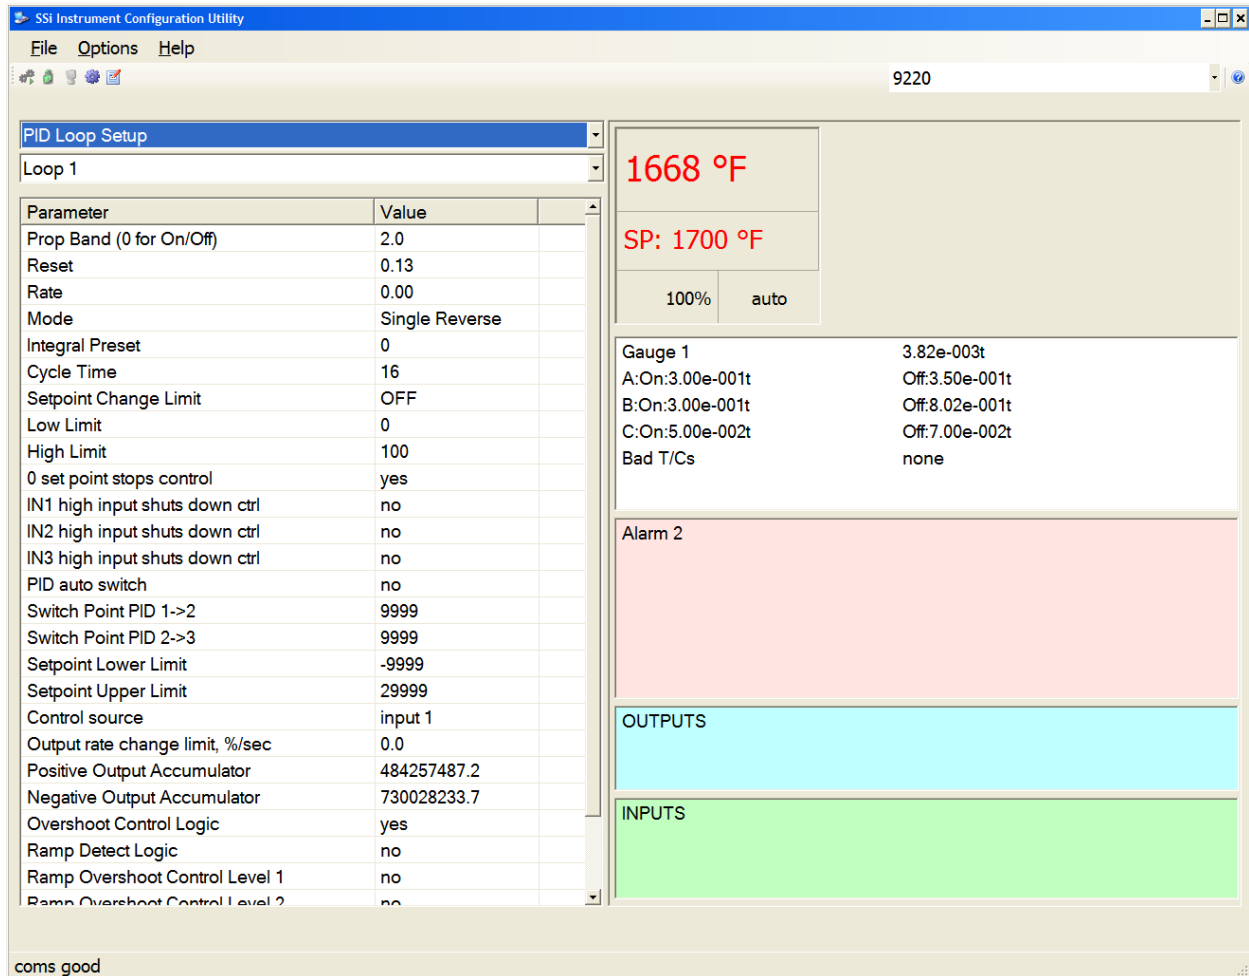 SSi Instrument Configuration Utility
File Options Help
9220
PID Loop Setup
Loop 1
Parameter Value
Prop Band (0 for On/Off) 2.0
Reset 0.13
Rate 0.00
Mode Single Reverse
Integral Preset 0
Cycle Time 16
Setpoint Change Limit OFF
Low Limit 0
High Limit 100
0 set point stops control yes
IN1 high input shuts down ctrl no
IN2 high input shuts down ctrl no
IN3 high input shuts down ctrl no
PID auto switch no
Switch Point PID 1->2 9999
Switch Point PID 2->3 9999
Setpoint Lower Limit -9999
Setpoint Upper Limit 29999
Control source input 1
Output rate change limit, %/sec 0.0
Positive Output Accumulator 484257487.2
Negative Output Accumulator 730028233.7
Overshoot Control Logic yes
Ramp Detect Logic no
Ramp Overshoot Control Level 1 no
Ramp Overshoot Control Level 2 no
1668 °F
SP: 1700 °F
100% auto
Gauge 1 3.82e-003t
A:On:3.00e-001t Off:3.50e-001t
B:On:3.00e-001t Off:8.02e-001t
C:On:5.00e-002t Off:7.00e-002t
Bad T/Cs none
Alarm 2
OUTPUTS
INPUTS
coms good